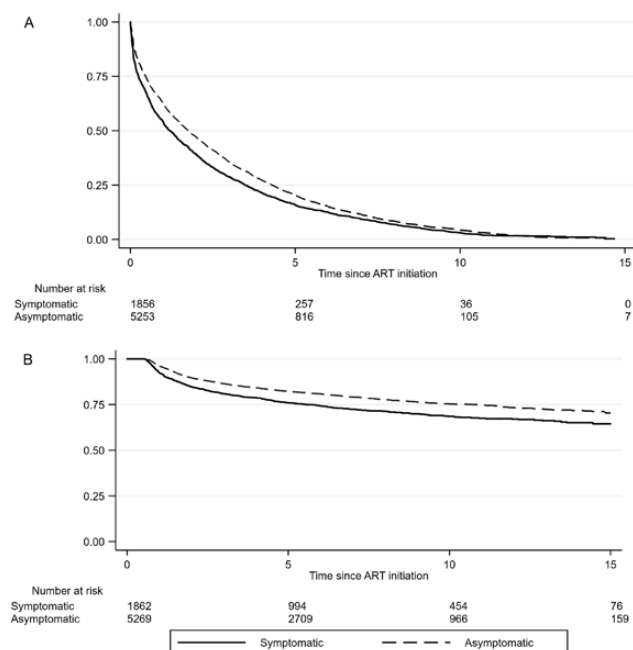 A
1.00
0.75
0.50
0.25
0.00
0 5 10 15
Time since ART initiation
Number at risk
Symptomatic 1856 257 36 0
Asymptomatic 5253 816 105 7
B
1.00
0.75
0.50
0.25
0.00
0 5 10 15
Time since ART initiation
Number at risk
Symptomatic 1862 994 454 76
Asymptomatic 5269 2709 966 159
Symptomatic Asymptomatic